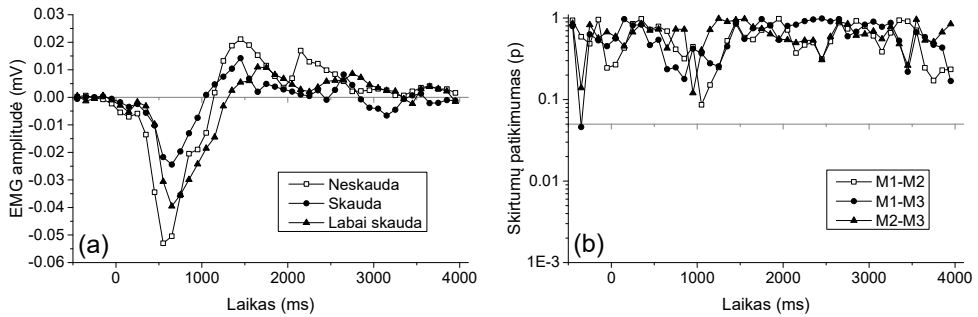 EMG amplitudė (mV)
0.03
0.02
0.01
0.00
-0.01
-0.02
-0.03
-0.04
-0.05
-0.06
(a)
Neskauda
Skauda
Labai skauda
0 1000 2000 3000 4000
Laikas (ms)
Skirtumų patikimumas (p)
1
0.1
0.01
1E-3
(b)
M1-M2
M1-M3
M2-M3
0 1000 2000 3000 4000
Laikas (ms)